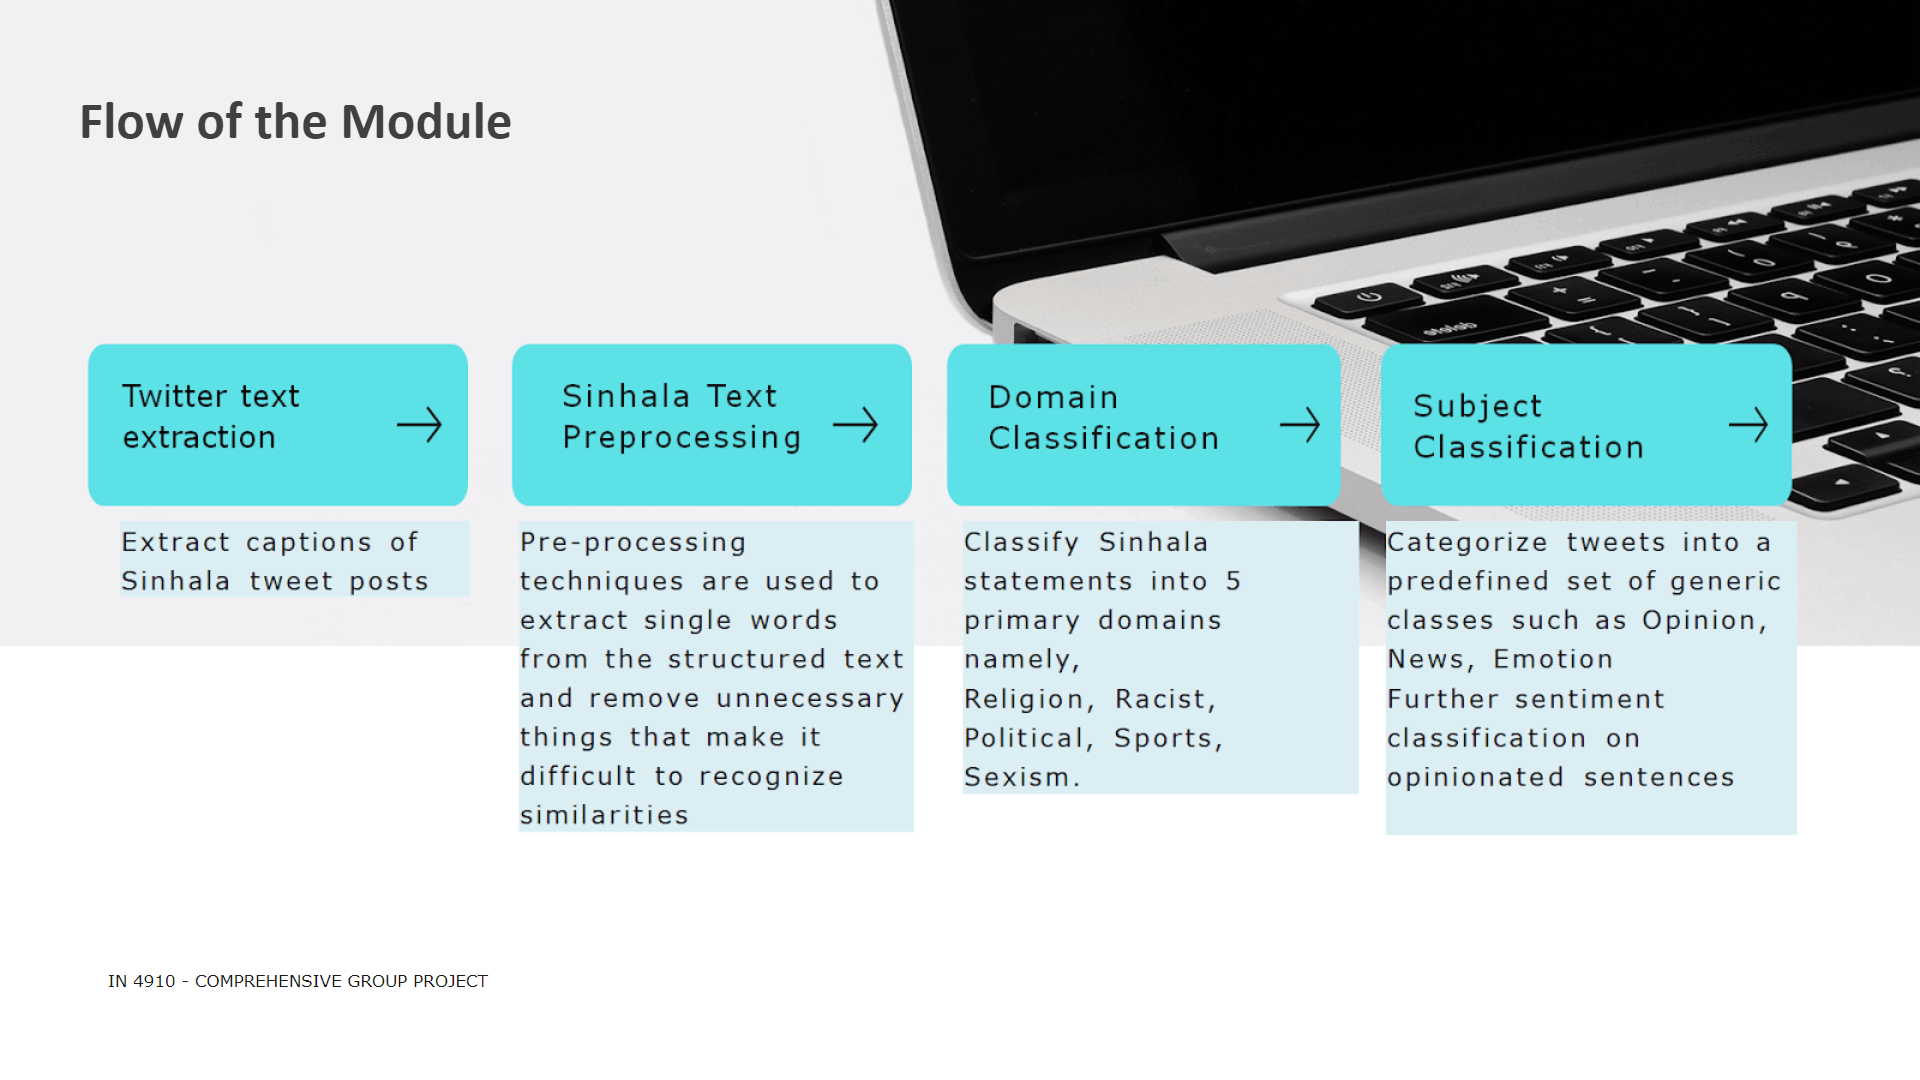 Flow of the Module
Twitter text
extraction
Extract captions of
Sinhala tweet posts
Sinhala Text
Preprocessing
Pre-processing
techniques are used to
extract single words
from the structured text
and remove unnecessary
things that make it
difficult to recognize
similarities
Domain
Classification
Classify Sinhala
statements into 5
primary domains
namely,
Religion, Racist,
Political, Sports,
Sexism.
Subject
Classification
Categorize tweets into a
predefined set of generic
classes such as Opinion,
News, Emotion
Further sentiment
classification on
opinionated sentences
IN 4910 - COMPREHENSIVE GROUP PROJECT